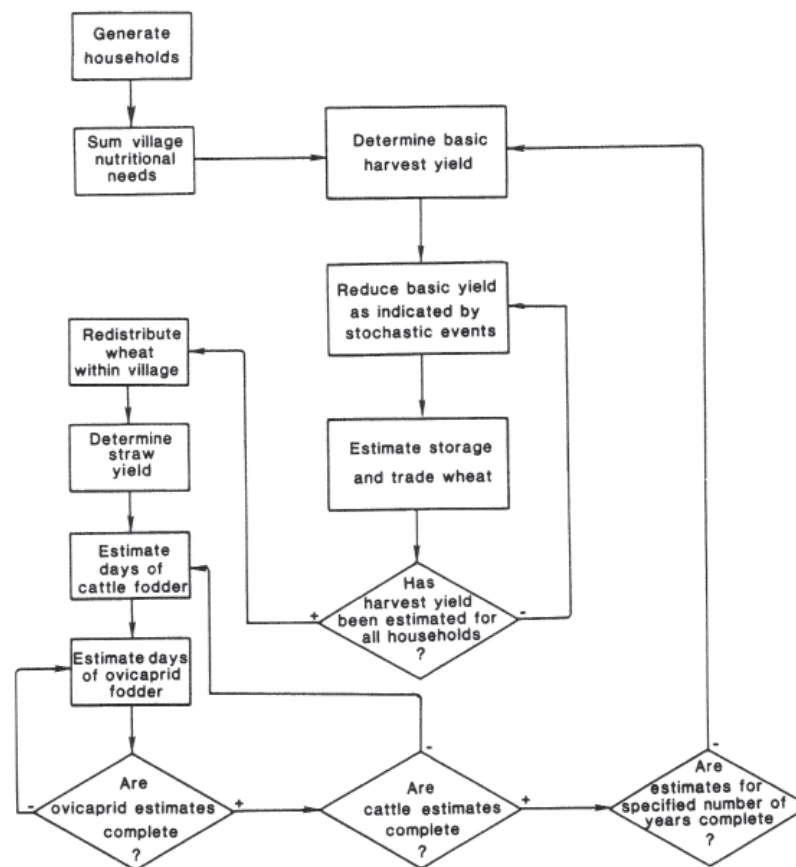 Generate
households
Sum village
nutritional
needs
Determine basic
harvest yield
Reduce basic yield
as indicated by
stochastic events
Estimate storage
and trade wheat
Has
harvest yield
been estimated for
all households
?
+
-
Redistribute
wheat
within village
Determine
straw
yield
Estimate
days of
cattle fodder
Estimate days
of ovicaprid
fodder
Are
ovicaprid estimates
complete
?
-
+
Are
cattle estimates
complete
?
-
+
Are
estimates for
specified number of
years complete
?
-